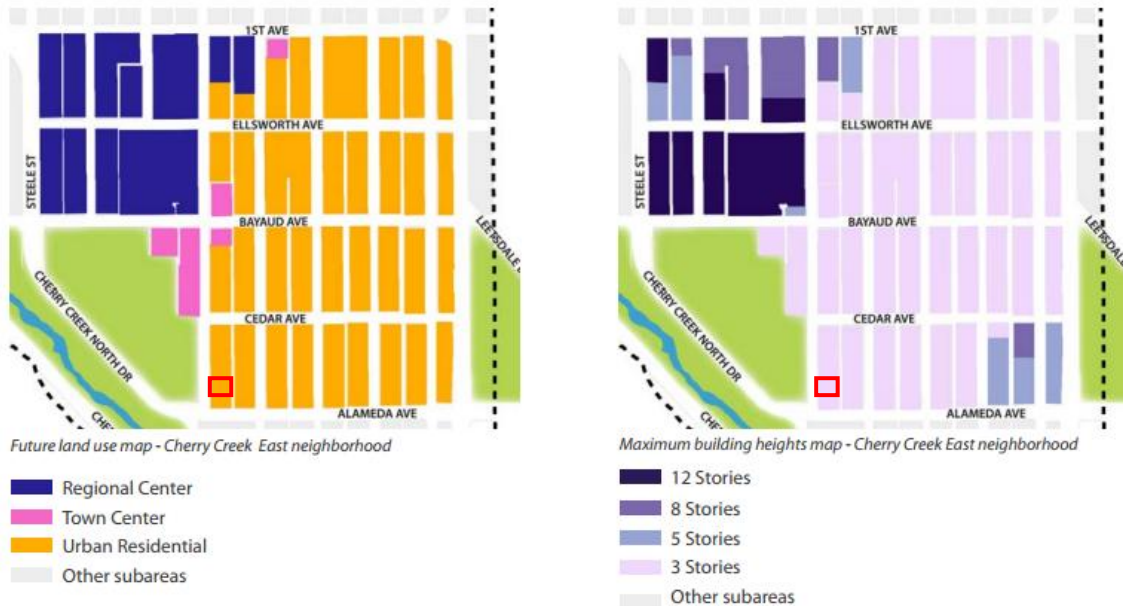 1ST AVE
ELLSWORTH AVE
STEELE ST
BAYAUD AVE
LEETSDALE
CHERRY CREEK NORTH DR
CEDAR AVE
ALAMEDA AVE
Future land use map - Cherry Creek East neighborhood
Regional Center
Town Center
Urban Residential
Other subareas
1ST AVE
ELLSWORTH AVE
STEELE ST
BAYAUD AVE
LEETSDALE
CHERRY CREEK NORTH DR
CEDAR AVE
ALAMEDA AVE
Maximum building heights map - Cherry Creek East neighborhood
12 Stories
8 Stories
5 Stories
3 Stories
Other subareas